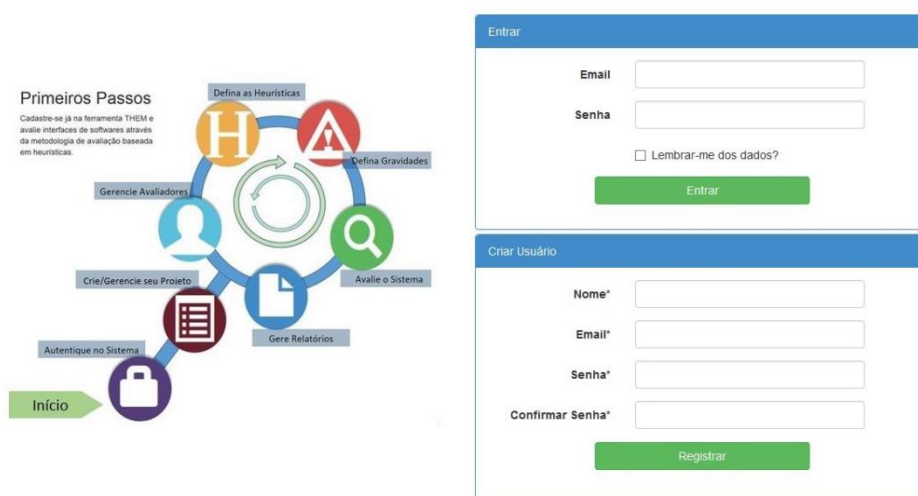 Primeiros Passos
Cadastre-se já na ferramenta THEM e
avalie interfaces de softwares através
da metodologia de avaliação baseada
em heurísticas.
Defina as Heurísticas
H
Defina Gravidades
Gerencie Avaliadores
Crie/Gerencie seu Projeto
Avalie o Sistema
Gere Relatórios
Autentique no Sistema
Início
Entrar
Email
Senha
Lembrar-me dos dados?
Entrar
Criar Usuário
Nome*
Email*
Senha*
Confirmar Senha*
Registrar